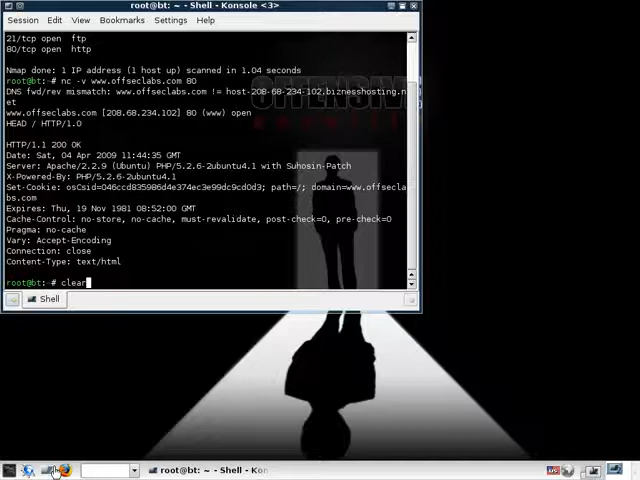 root@bt: ~ - Shell - Konsole <3>
Session Edit View Bookmarks Settings Help
21/tcp open  ftp
80/tcp open  http
Nmap done: 1 IP address (1 host up) scanned in 1.04 seconds
root@bt:~# nc -v www.offseclabs.com 80
DNS fwd/rev mismatch: www.offseclabs.com != host-208-68-234-102.biznesshosting.n
et
www.offseclabs.com [208.68.234.102] 80 (www) open
HEAD / HTTP/1.0
HTTP/1.1 200 OK
Date: Sat, 04 Apr 2009 11:44:35 GMT
Server: Apache/2.2.9 (Ubuntu) PHP/5.2.6-2ubuntu4.1 with Suhosin-Patch
X-Powered-By: PHP/5.2.6-2ubuntu4.1
Set-Cookie: osCsid=046ccd835986d4e374ec3e99dc9cd0d3; path=/; domain=www.offsecla
bs.com
Expires: Thu, 19 Nov 1981 08:52:00 GMT
Cache-Control: no-store, no-cache, must-revalidate, post-check=0, pre-check=0
Pragma: no-cache
Vary: Accept-Encoding
Connection: close
Content-Type: text/html
root@bt:~# clear
Shell
OFFENSIVE
root@bt: ~ - Shell - Kon
US